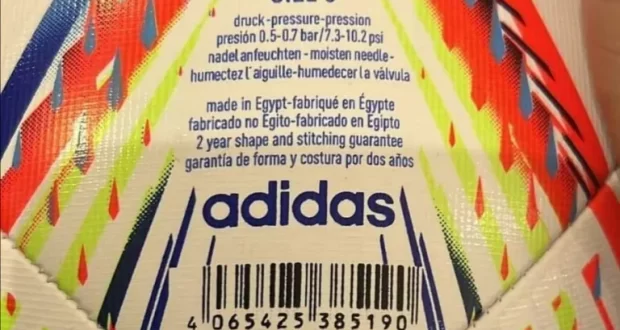 druck-pressure-pression
presión 0.5-0.7 bar/7.3-10.2 psi
nadel anfeuchten - moisten needle-
humectez l'aiguille-humedecer la válvula
made in Egypt-fabriqué en Égypte
fabricado no Egito-fabricado en Egipto
2 year shape and stitching guarantee
garantía de forma y costura por dos años
adidas
4 065425 385190